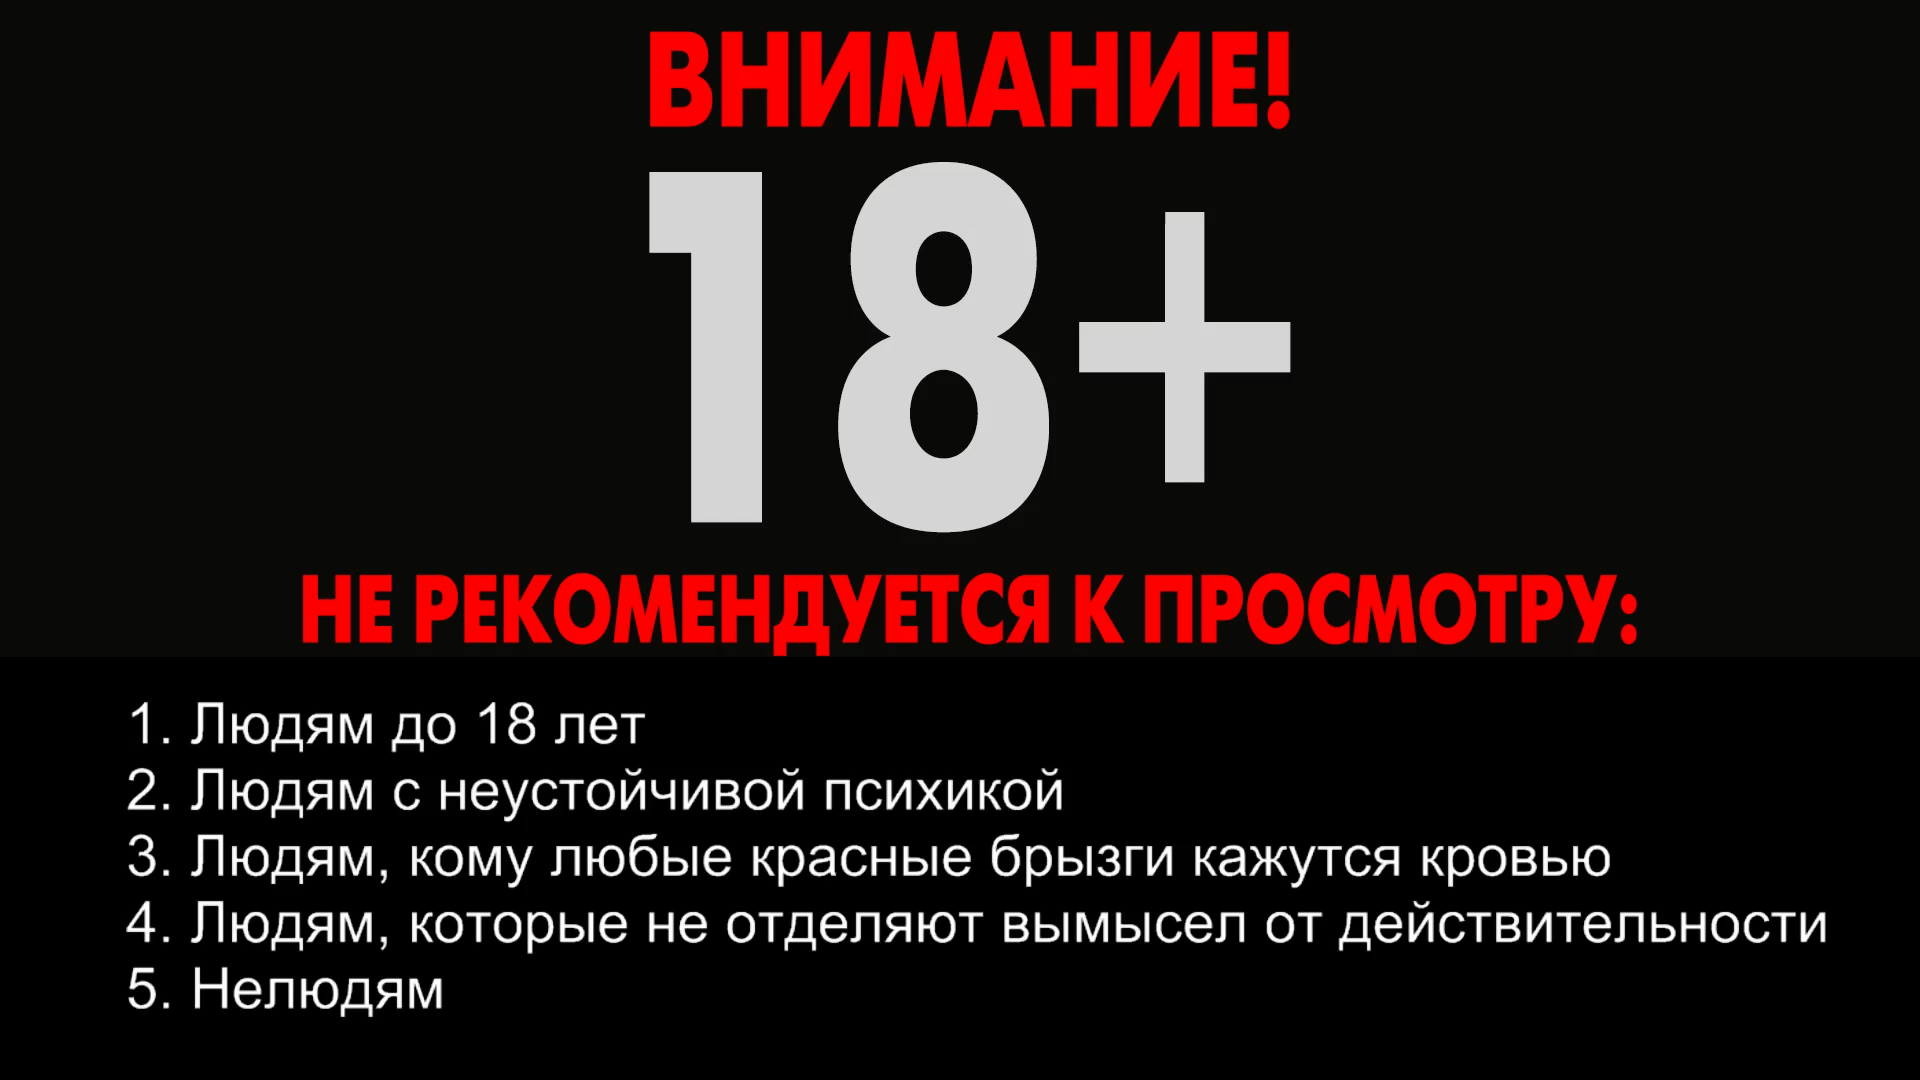 ВНИМАНИЕ!
18+
НЕ РЕКОМЕНДУЕТСЯ К ПРОСМОТРУ:
1. Людям до 18 лет
2. Людям с неустойчивой психикой
3. Людям, кому любые красные брызги кажутся кровью
4. Людям, которые не отделяют вымысел от действительности
5. Нелюдям